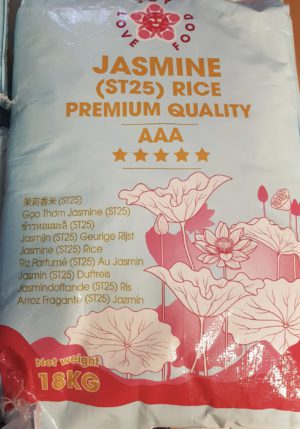 LOVE FOOD
JASMINE
(ST25) RICE
PREMIUM QUALITY
AAA
茉莉香米 (ST25)
Gạo Thơm Jasmine (ST25)
ข้าวหอมมะลิ (ST25)
Jasmijn (ST25) Geurige Rijst
Jasmine (ST25) Rice
Riz Parfumé (ST25) Au Jasmin
Jasmin (ST25) Duftreis
Jasmindoftande (ST25) Ris
Arroz Fragante (ST25) Jazmín
Net weight
18KG